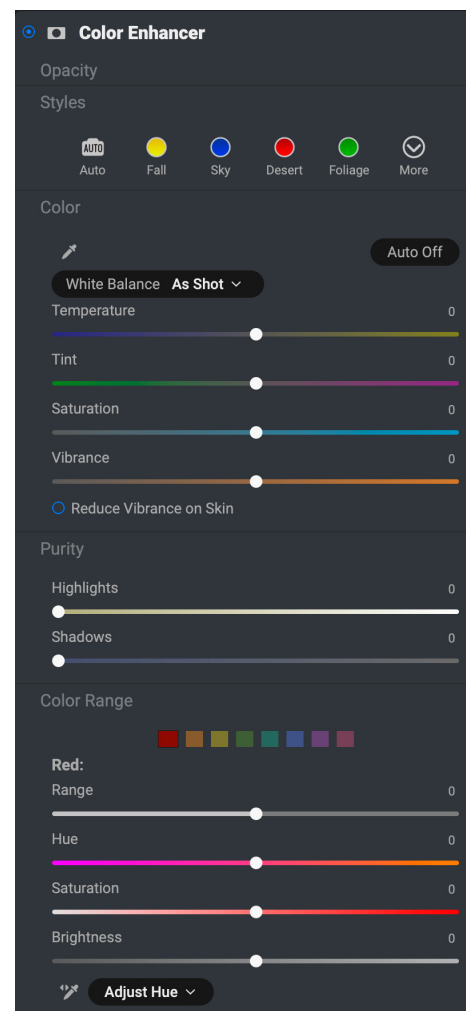 Color Enhancer
Opacity
Styles
AUTO
Auto Fall Sky Desert Foliage More
Color
Auto Off
White Balance As Shot
Temperature 0
Tint 0
Saturation 0
Vibrance 0
Reduce Vibrance on Skin
Purity
Highlights 0
Shadows 0
Color Range
Red:
Range 0
Hue 0
Saturation 0
Brightness 0
Adjust Hue